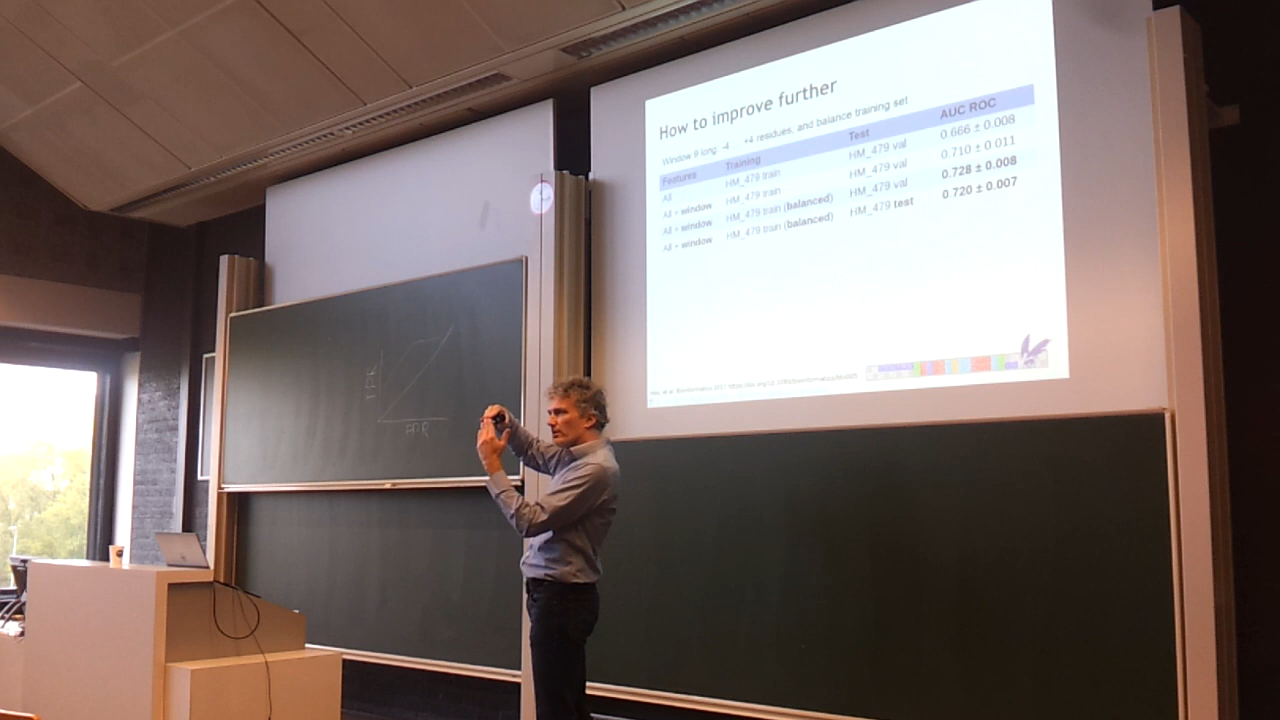 How to improve further
Window 9 long: -4 +4 residues; and balance training set
Features Training Test AUC ROC
All HM_479 train HM_479 val 0.666 ± 0.008
All + window HM_479 train HM_479 val 0.710 ± 0.011
All + window HM_479 train (balanced) HM_479 val 0.728 ± 0.008
All + window HM_479 train (balanced) HM_479 test 0.720 ± 0.007
et al. Bioinformatics
TPR
FPR